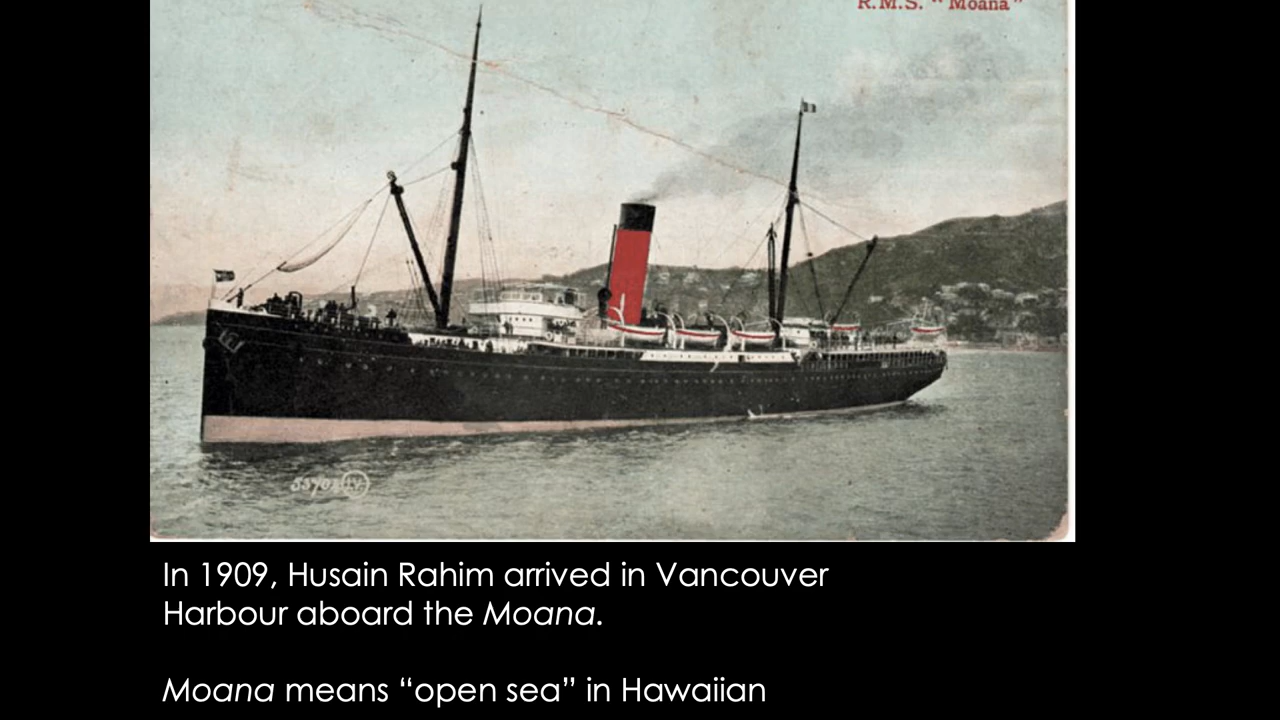 R.M.S. "Moana"
In 1909, Husain Rahim arrived in Vancouver
Harbour aboard the Moana.
Moana means “open sea” in Hawaiian